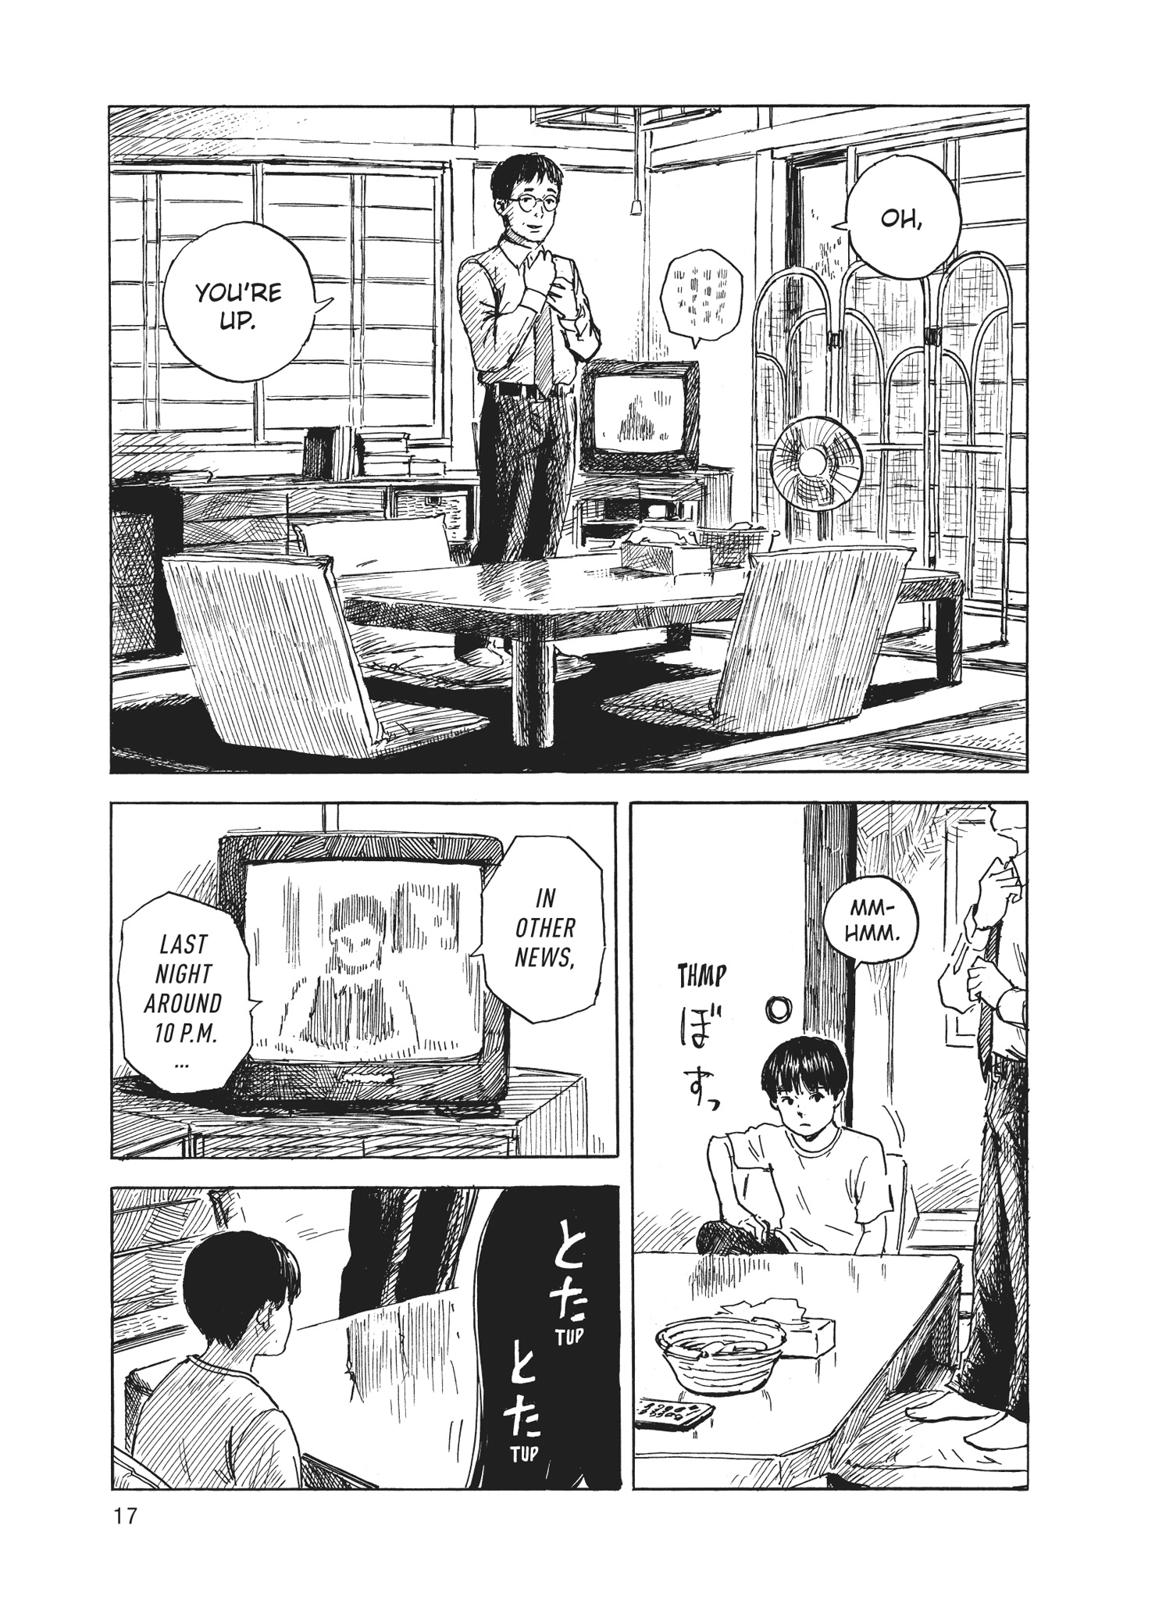 OH,
YOU'RE
UP.
MM-
HMM.
THMP
ぼ
すっ
IN
OTHER
NEWS,
LAST
NIGHT
AROUND
10 P.M.
...
とた
TUP
とた
TUP
17